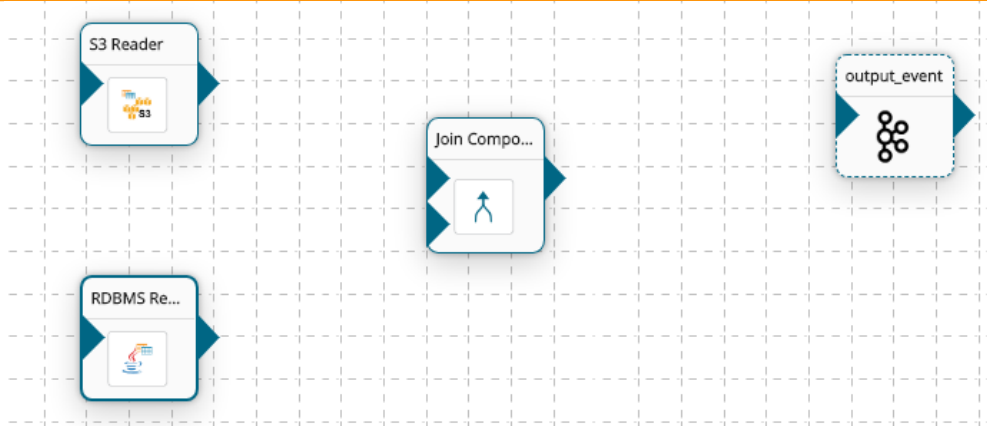 S3 Reader
S3
output_event
Join Compo...
RDBMS Re...